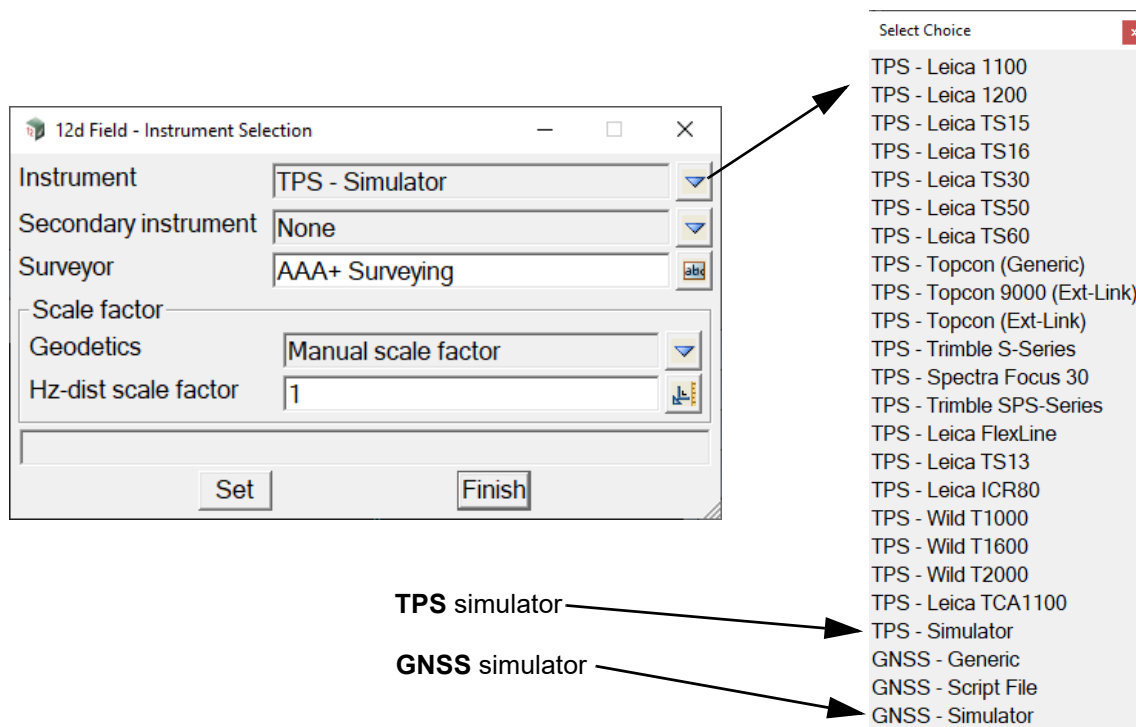 12d Field - Instrument Selection
Instrument
TPS - Simulator
Secondary instrument
None
Surveyor
AAA+ Surveying
abc
Scale factor
Geodetics
Manual scale factor
Hz-dist scale factor
1
Set
Finish
TPS simulator
GNSS simulator
Select Choice
TPS - Leica 1100
TPS - Leica 1200
TPS - Leica TS15
TPS - Leica TS16
TPS - Leica TS30
TPS - Leica TS50
TPS - Leica TS60
TPS - Topcon (Generic)
TPS - Topcon 9000 (Ext-Link)
TPS - Topcon (Ext-Link)
TPS - Trimble S-Series
TPS - Spectra Focus 30
TPS - Trimble SPS-Series
TPS - Leica FlexLine
TPS - Leica TS13
TPS - Leica ICR80
TPS - Wild T1000
TPS - Wild T1600
TPS - Wild T2000
TPS - Leica TCA1100
TPS - Simulator
GNSS - Generic
GNSS - Script File
GNSS - Simulator